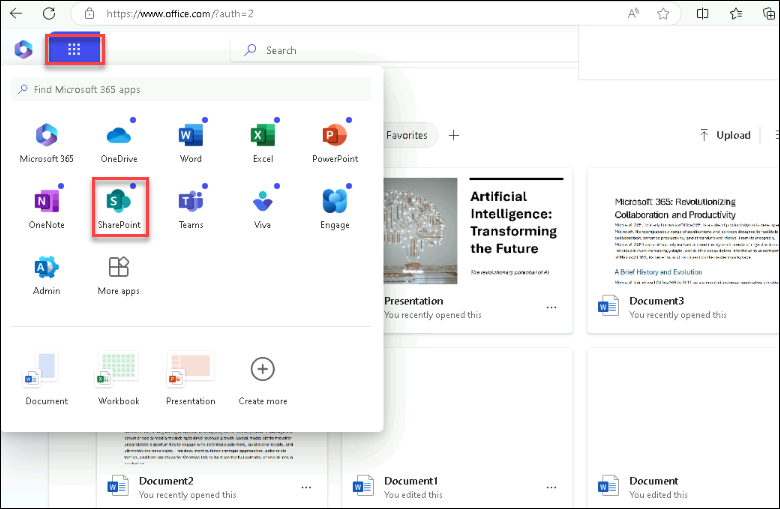 https://www.office.com/?auth=2
Search
Find Microsoft 365 apps
Microsoft 365
OneDrive
Word
Excel
PowerPoint
OneNote
SharePoint
Teams
Viva
Engage
Admin
More apps
Document
Workbook
Presentation
Create more
Favorites
Upload
Artificial
Intelligence:
Transforming
the Future
The revolutionary potential of AI
Presentation
You recently opened this
Microsoft 365: Revolutionizing
Collaboration and Productivity
A Brief History and Evolution
Document3
You recently opened this
Document2
You recently opened this
Document1
You edited this
Document
You edited this